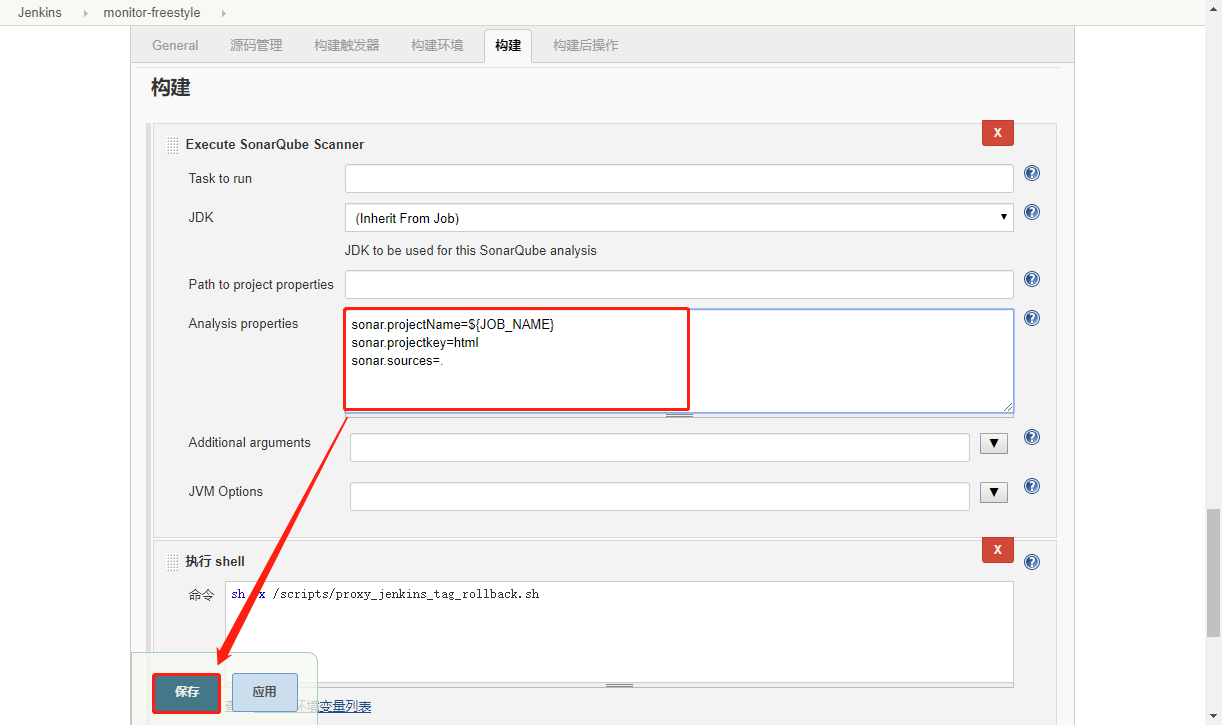 Jenkins monitor-freestyle
General 源码管理 构建触发器 构建环境 构建 构建后操作
构建
Execute SonarQube Scanner
X
Task to run
JDK (Inherit From Job)
JDK to be used for this SonarQube analysis
Path to project properties
Analysis properties
sonar.projectName=${JOB_NAME}
sonar.projectkey=html
sonar.sources=.
Additional arguments
JVM Options
执行 shell
X
命令
sh x /scripts/proxy_jenkins_tag_rollback.sh
保存 应用
变量列表